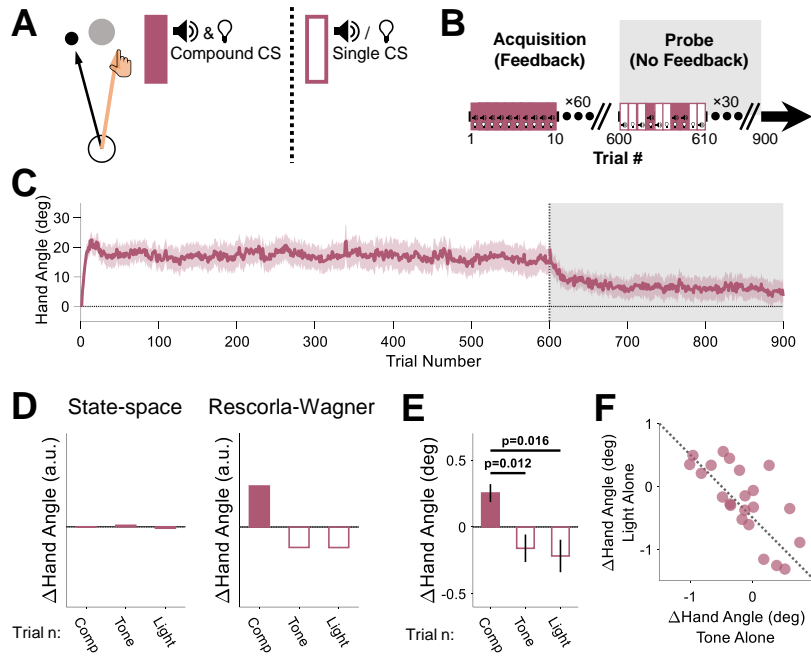 A
&
Compound CS
/
Single CS
B
Acquisition
(Feedback)
Probe
(No Feedback)
×60
×30
1
10
600
610
900
Trial #
C
Hand Angle (deg)
30
20
10
0
0
100
200
300
400
500
600
700
800
900
Trial Number
D
State-space
Rescorla-Wagner
ΔHand Angle (a.u.)
ΔHand Angle (a.u.)
Trial n:
Comp
Tone
Light
Comp
Tone
Light
E
ΔHand Angle (deg)
0.5
0
-0.5
p=0.016
p=0.012
Trial n:
Comp
Tone
Light
F
ΔHand Angle (deg)
Light Alone
1
0
-1
-1
0
ΔHand Angle (deg)
Tone Alone